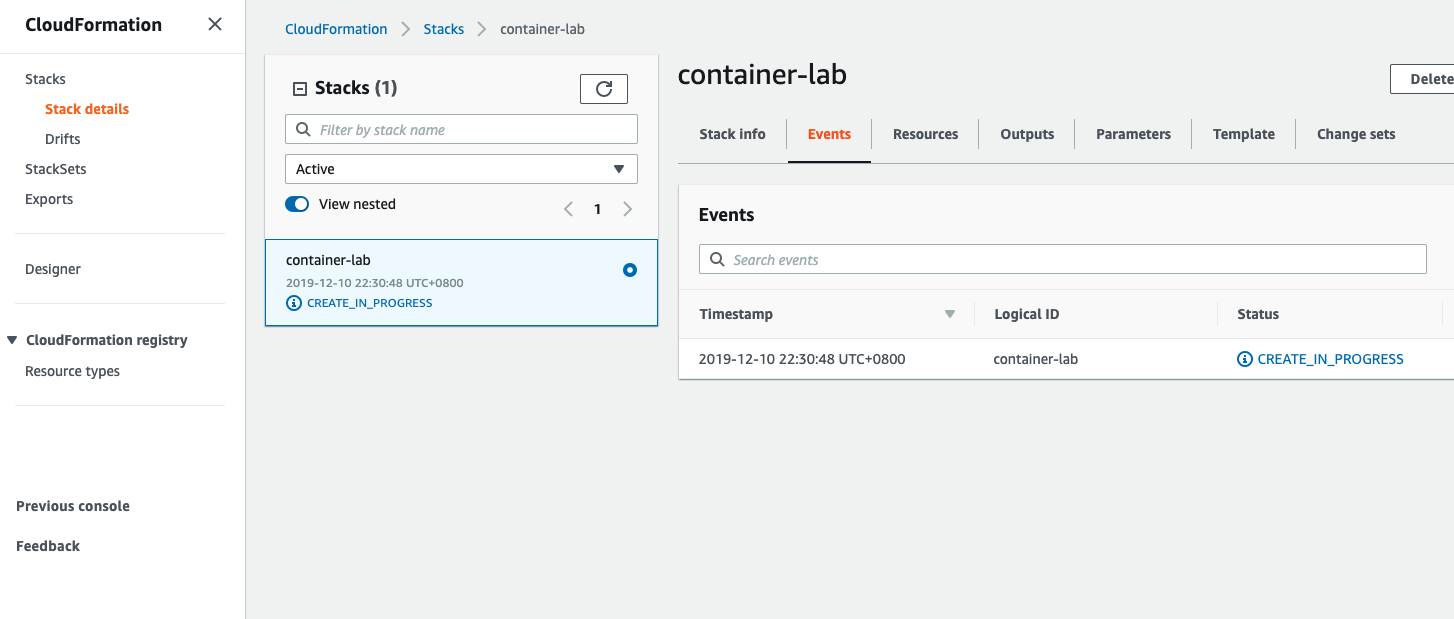 CloudFormation
Stacks
Stack details
Drifts
StackSets
Exports
Designer
CloudFormation registry
Resource types
Previous console
Feedback
CloudFormation Stacks container-lab
Stacks (1)
Filter by stack name
Active
View nested 1
container-lab
2019-12-10 22:30:48 UTC+0800
CREATE_IN_PROGRESS
container-lab
Delete
Stack info Events Resources Outputs Parameters Template Change sets
Events
Search events
Timestamp Logical ID Status
2019-12-10 22:30:48 UTC+0800 container-lab CREATE_IN_PROGRESS